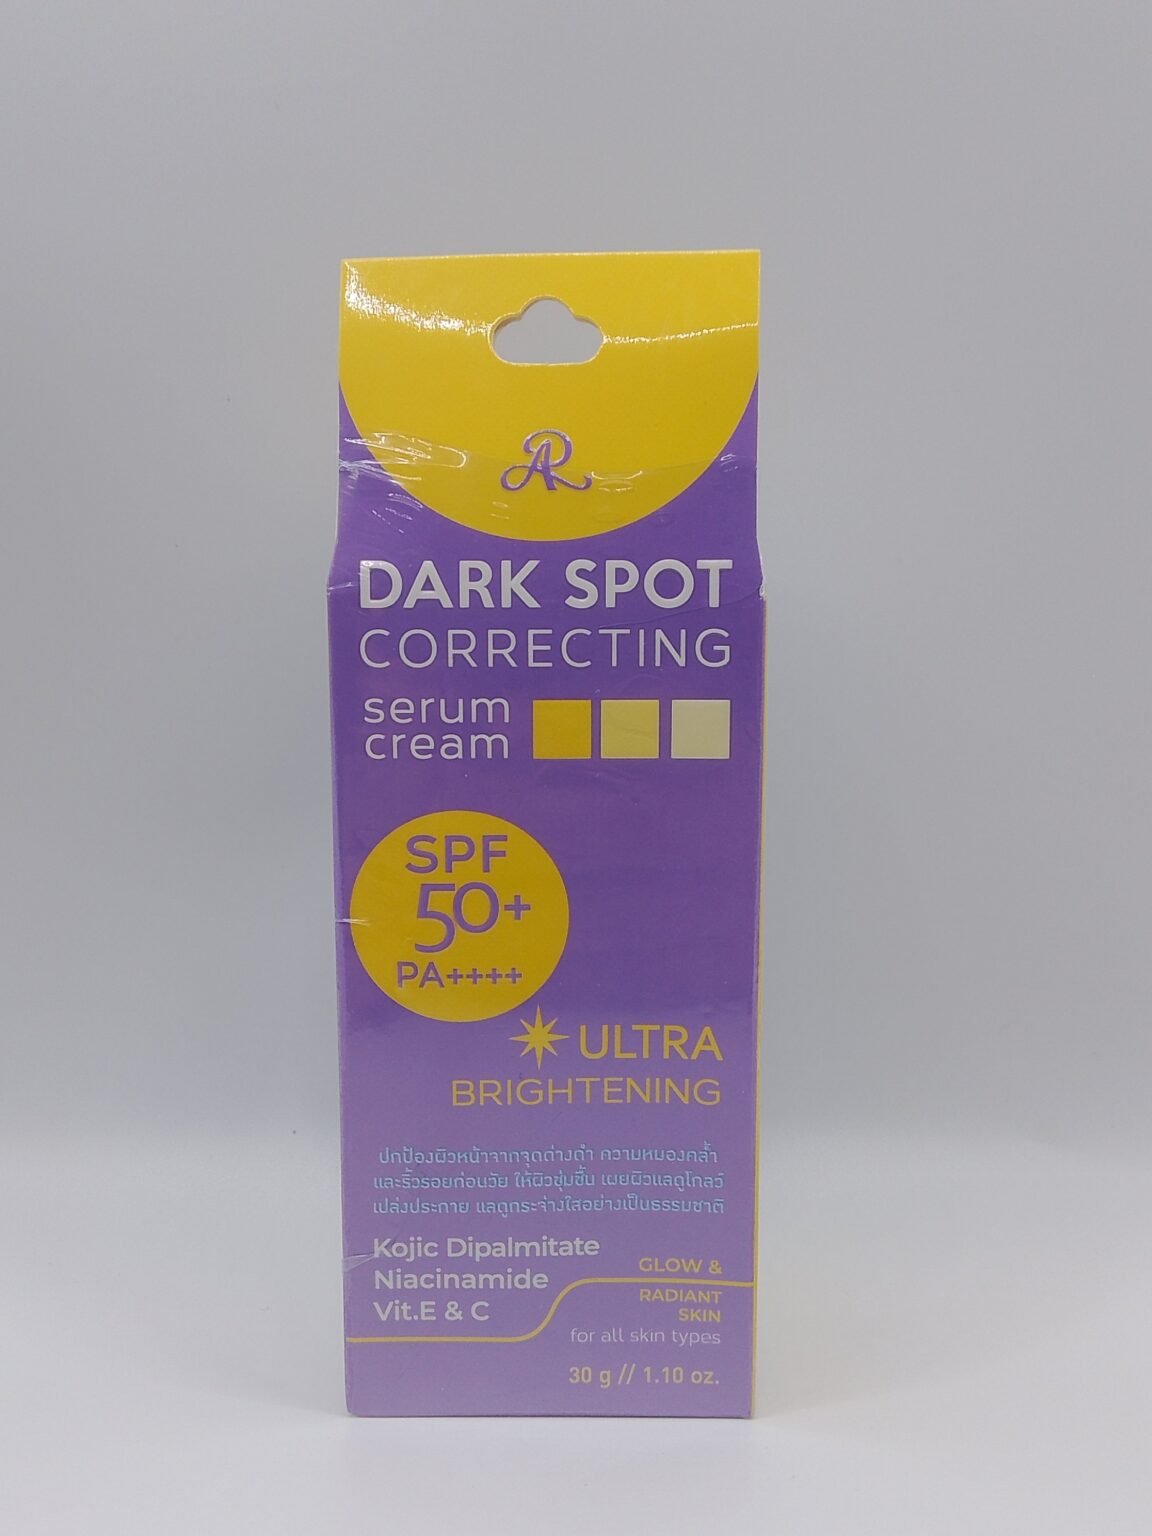 AR
DARK SPOT
CORRECTING
serum
cream
SPF
50+
PA++++
ULTRA
BRIGHTENING
ปกป้องผิวหน้าจากจุดด่างดำ ความหมองคล้ำ
และริ้วรอยก่อนวัย ให้ผิวชุ่มชื้น เผยผิวแลดูโกลว์
เปล่งประกาย แลดูกระจ่างใสอย่างเป็นธรรมชาติ
Kojic Dipalmitate
Niacinamide
Vit.E & C
GLOW &
RADIANT
SKIN
for all skin types
30 g // 1.10 oz.